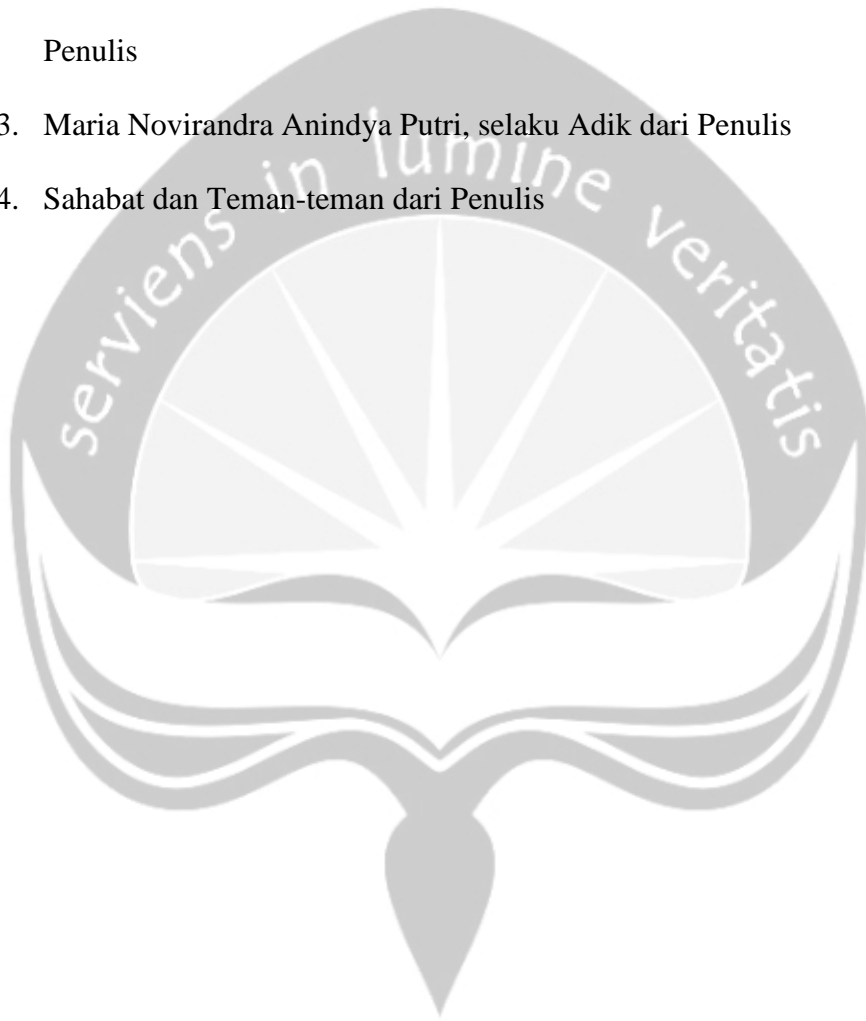 Penulis
3. Maria Novirandra Anindya Putri, selaku Adik dari Penulis
4. Sahabat dan Teman-teman dari Penulis
serviens in lumine veritatis